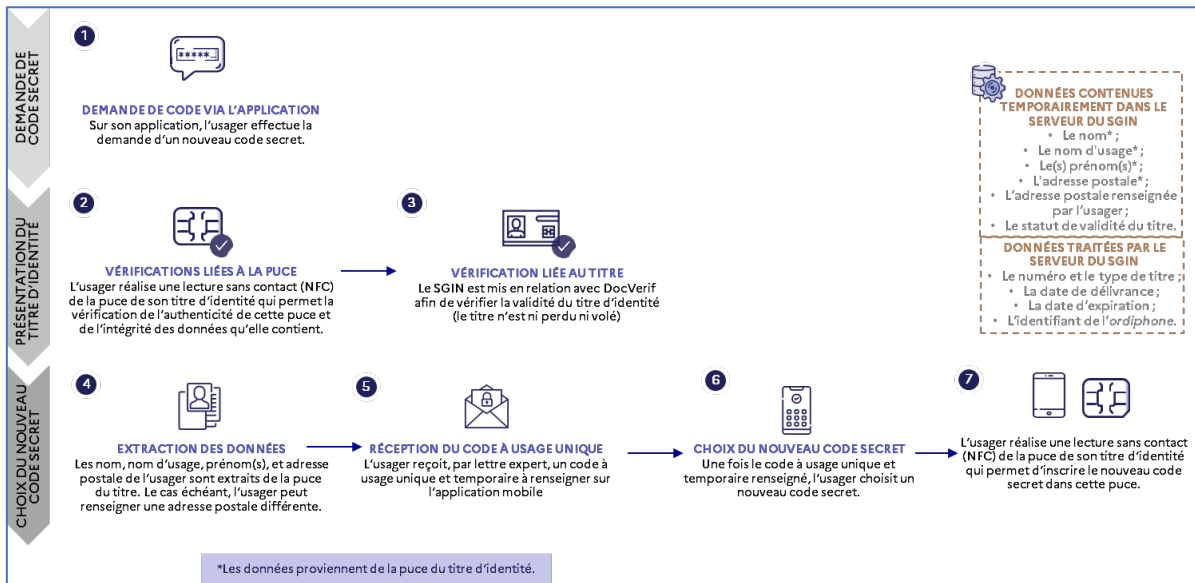 DEMANDE DE
CODE SECRET
1
*****
DEMANDE DE CODE VIA L'APPLICATION
Sur son application, l'usager effectue la
demande d'un nouveau code secret.
DONNÉES CONTENUES
TEMPORAIREMENT DANS LE
SERVEUR DU SGIN
• Le nom* ;
• Le nom d'usage* ;
• Le(s) prénom(s)* ;
• L'adresse postale* ;
• L'adresse postale renseignée
par l'usager ;
• Le statut de validité du titre.
DONNÉES TRAITÉES PAR LE
SERVEUR DU SGIN
• Le numéro et le type de titre ;
• La date de délivrance ;
• La date d'expiration ;
• L'identifiant de l'ordiphone.
PRÉSENTATION DU
TITRE D'IDENTITÉ
2
VÉRIFICATIONS LIÉES À LA PUCE
L'usager réalise une lecture sans contact (NFC)
de la puce de son titre d'identité qui permet la
vérification de l'authenticité de cette puce et
de l'intégrité des données qu'elle contient.
3
VÉRIFICATION LIÉE AU TITRE
Le SGIN est mis en relation avec DocVerif
afin de vérifier la validité du titre d'identité
(le titre n'est ni perdu ni volé)
CHOIX DU NOUVEAU
CODE SECRET
4
EXTRACTION DES DONNÉES
Les nom, nom d'usage, prénom(s), et adresse
postale de l'usager sont extraits de la puce
du titre. Le cas échéant, l'usager peut
renseigner une adresse postale différente.
5
RÉCEPTION DU CODE À USAGE UNIQUE
L'usager reçoit, par lettre expert, un code à
usage unique et temporaire à renseigner sur
l'application mobile
6
CHOIX DU NOUVEAU CODE SECRET
Une fois le code à usage unique et
temporaire renseigné, l'usager choisit un
nouveau code secret.
7
L'usager réalise une lecture sans contact
(NFC) de la puce de son titre d'identité
qui permet d'inscrire le nouveau code
secret dans cette puce.
*Les données proviennent de la puce du titre d'identité.